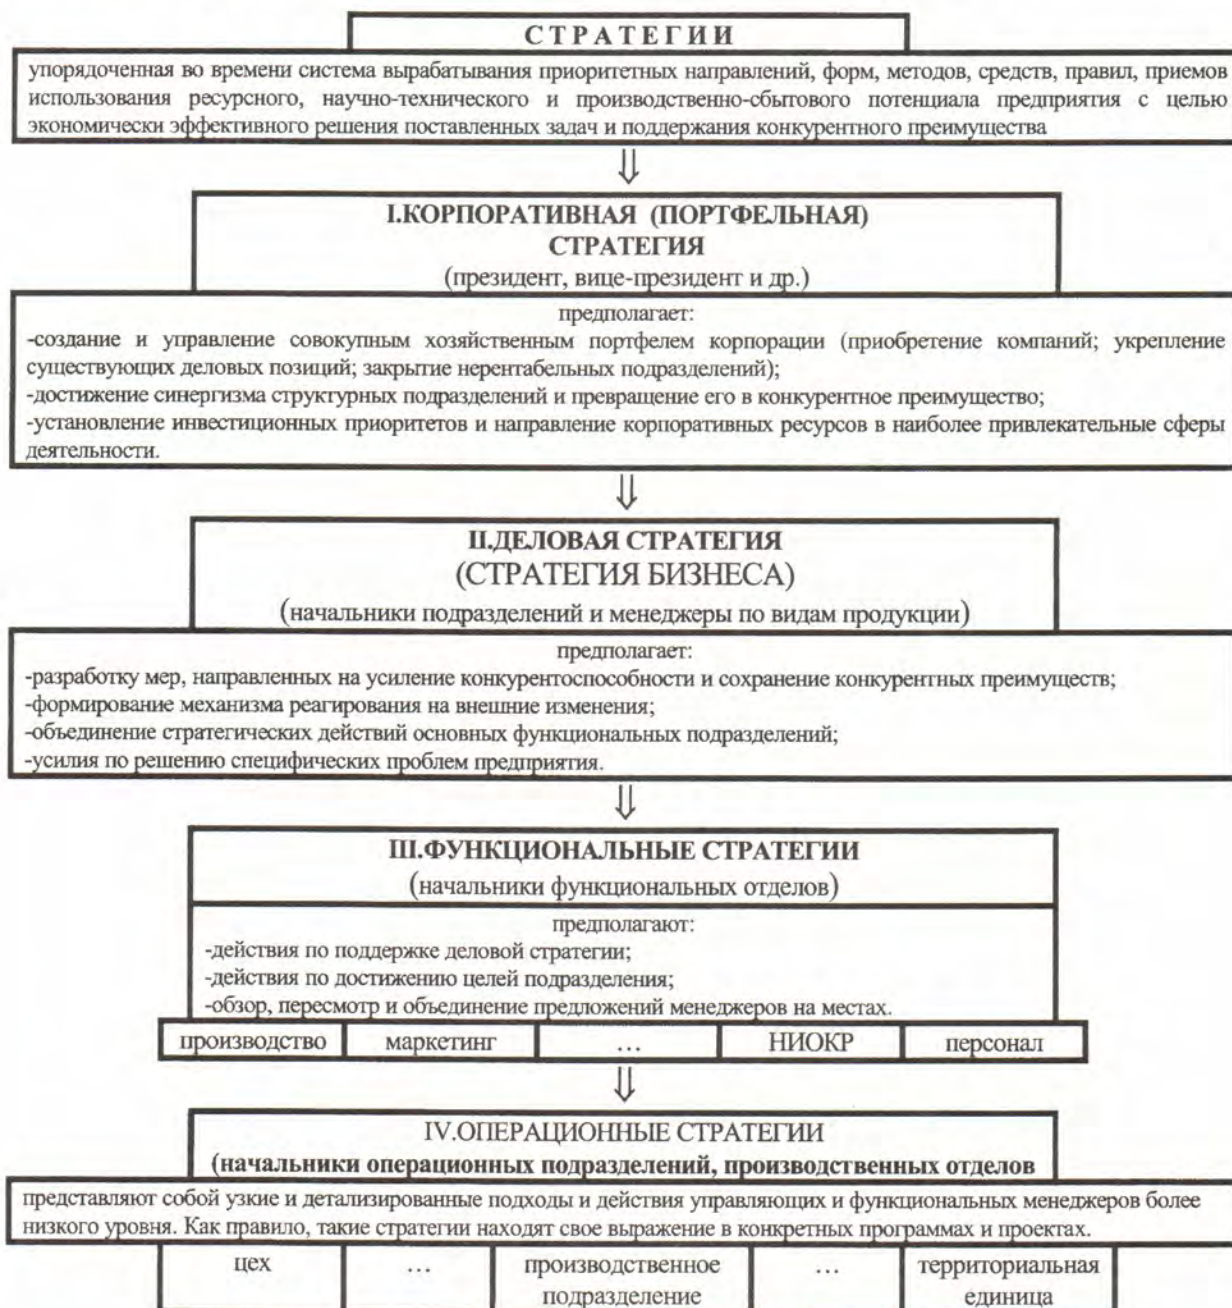 СТРАТЕГИИ
упорядоченная во времени система вырабатывания приоритетных направлений, форм, методов, средств, правил, приемов
использования ресурсного, научно-технического и производственно-сбытового потенциала предприятия с целью
экономически эффективного решения поставленных задач и поддержания конкурентного преимущества
⇓
I.КОРПОРАТИВНАЯ (ПОРТФЕЛЬНАЯ)
СТРАТЕГИЯ
(президент, вице-президент и др.)
предполагает:
-создание и управление совокупным хозяйственным портфелем корпорации (приобретение компаний; укрепление
существующих деловых позиций; закрытие нерентабельных подразделений);
-достижение синергизма структурных подразделений и превращение его в конкурентное преимущество;
-установление инвестиционных приоритетов и направление корпоративных ресурсов в наиболее привлекательные сферы
деятельности.
⇓
II.ДЕЛОВАЯ СТРАТЕГИЯ
(СТРАТЕГИЯ БИЗНЕСА)
(начальники подразделений и менеджеры по видам продукции)
предполагает:
-разработку мер, направленных на усиление конкурентоспособности и сохранение конкурентных преимуществ;
-формирование механизма реагирования на внешние изменения;
-объединение стратегических действий основных функциональных подразделений;
-усилия по решению специфических проблем предприятия.
⇓
III.ФУНКЦИОНАЛЬНЫЕ СТРАТЕГИИ
(начальники функциональных отделов)
предполагают:
-действия по поддержке деловой стратегии;
-действия по достижению целей подразделения;
-обзор, пересмотр и объединение предложений менеджеров на местах.
производство маркетинг … НИОКР персонал
⇓
IV.ОПЕРАЦИОННЫЕ СТРАТЕГИИ
(начальники операционных подразделений, производственных отделов
представляют собой узкие и детализированные подходы и действия управляющих и функциональных менеджеров более
низкого уровня. Как правило, такие стратегии находят свое выражение в конкретных программах и проектах.
цех … производственное … территориальная
подразделение единица